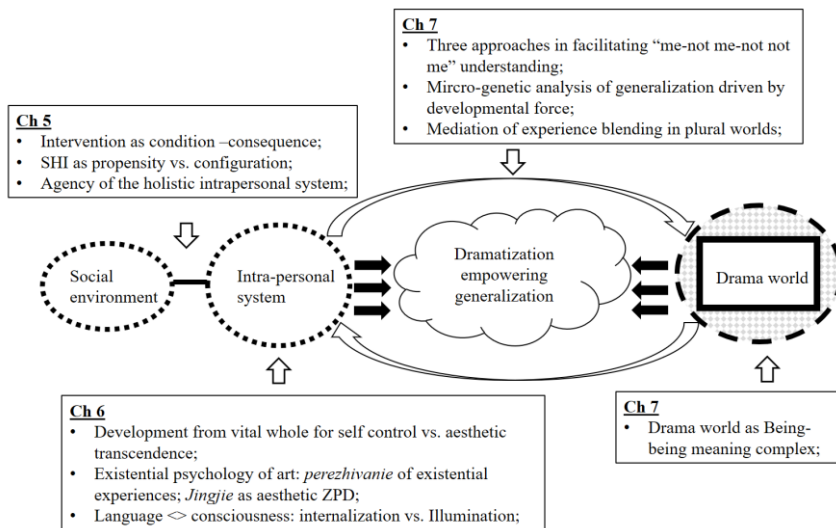 Ch 7
• Three approaches in facilitating “me-not me-not not
me” understanding;
• Mircro-genetic analysis of generalization driven by
developmental force;
• Mediation of experience blending in plural worlds;
Ch 5
• Intervention as condition –consequence;
• SHI as propensity vs. configuration;
• Agency of the holistic intrapersonal system;
Social
environment
Intra-personal
system
Dramatization
empowering
generalization
Drama world
Ch 6
• Development from vital whole for self control vs. aesthetic
transcendence;
• Existential psychology of art: perezhivanie of existential
experiences; Jingjie as aesthetic ZPD;
• Language <> consciousness: internalization vs. Illumination;
Ch 7
• Drama world as Being-
being meaning complex;